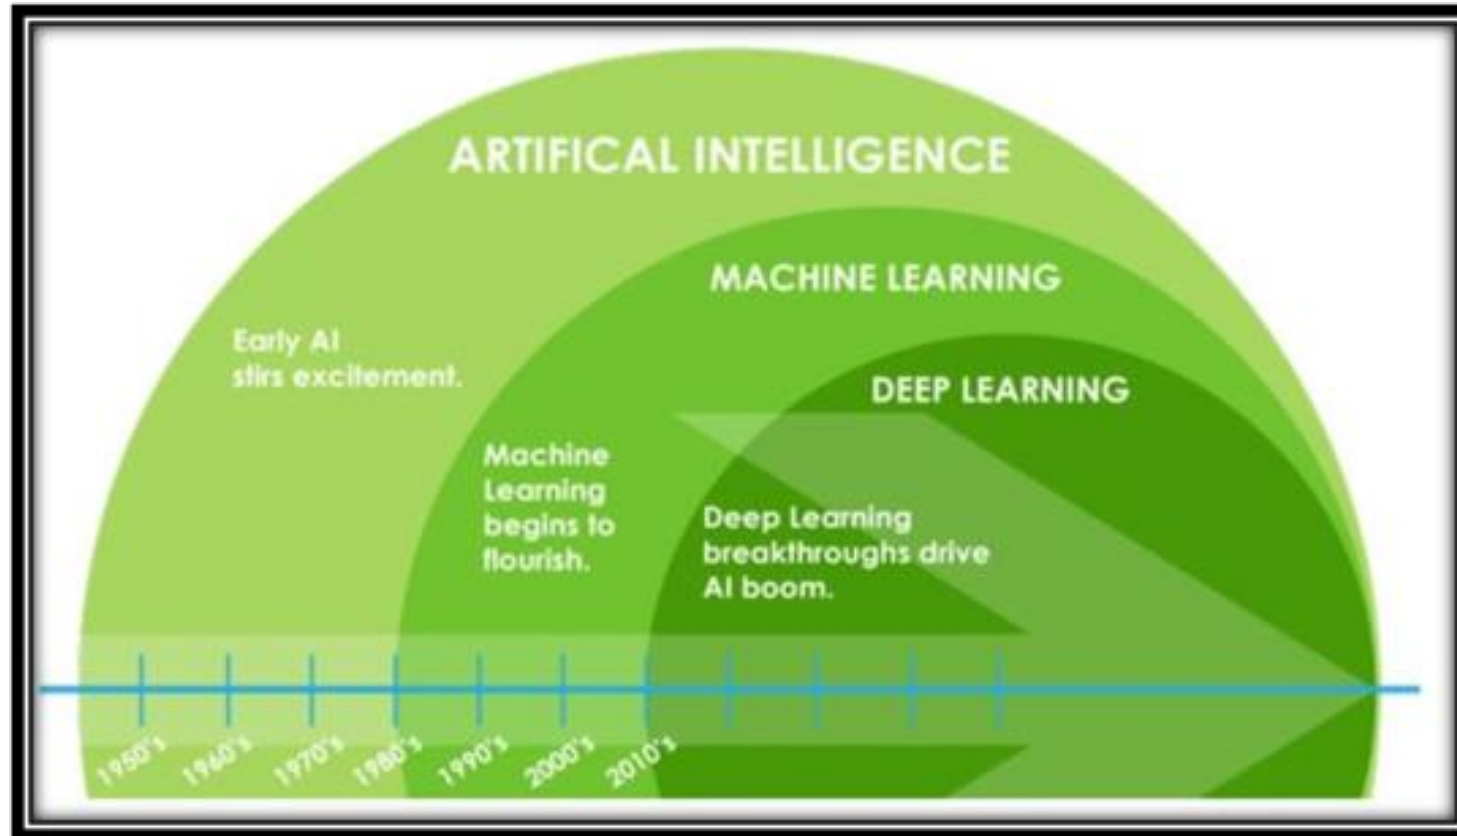 ARTIFICAL INTELLIGENCE
MACHINE LEARNING
DEEP LEARNING
Early AI
stirs excitement.
Machine
Learning
begins to
flourish.
Deep Learning
breakthroughs drive
AI boom.
1950's
1960's
1970's
1980's
1990's
2000's
2010's